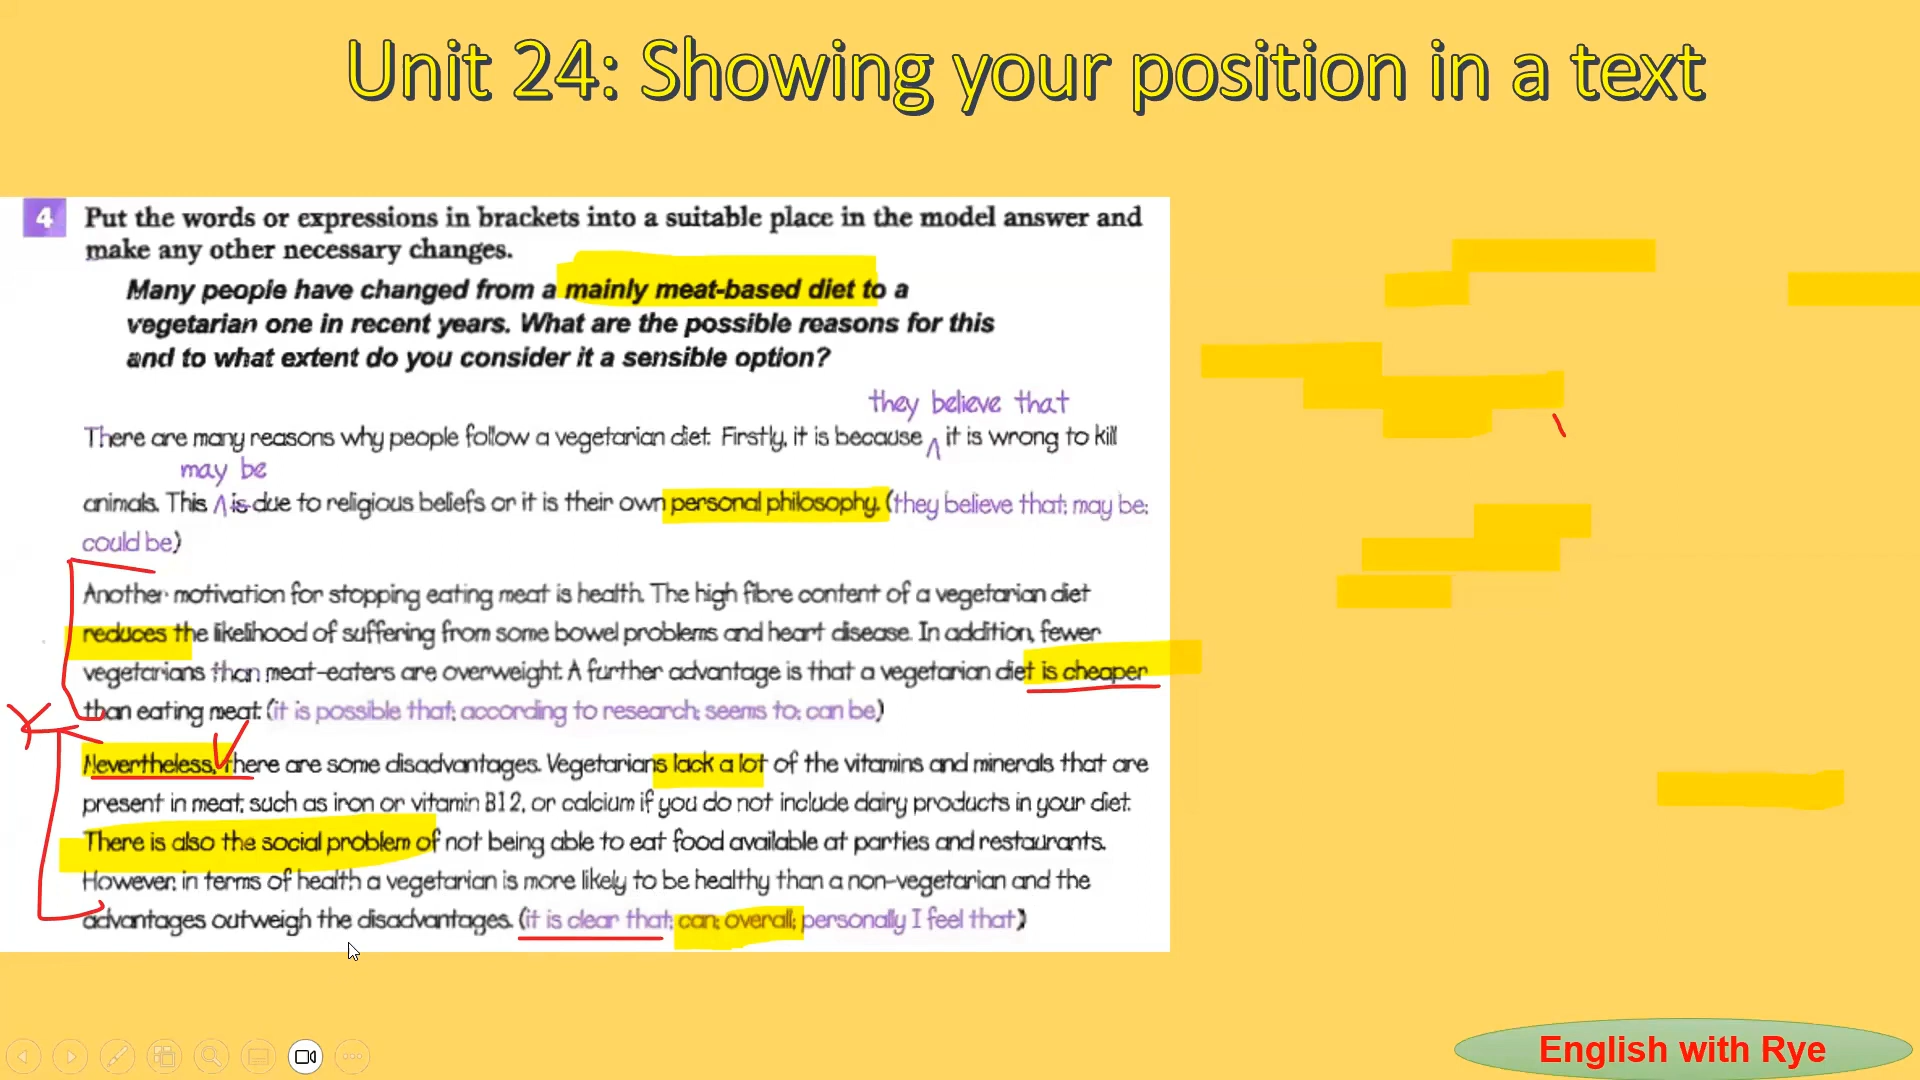 Unit 24: Showing your position in a text
4 Put the words or expressions in brackets into a suitable place in the model answer and
make any other necessary changes.
Many people have changed from a mainly meat-based diet to a
vegetarian one in recent years. What are the possible reasons for this
and to what extent do you consider it a sensible option?
they believe that
There are many reasons why people follow a vegetarian diet. Firstly, it is because ʌ it is wrong to kill
may be
animals. This ʌ is due to religious beliefs or it is their own personal philosophy. (they believe that; may be;
could be)
Another motivation for stopping eating meat is health. The high fibre content of a vegetarian diet
reduces the likelihood of suffering from some bowel problems and heart disease. In addition, fewer
vegetarians than meat-eaters are overweight. A further advantage is that a vegetarian diet is cheaper
than eating meat. (it is possible that; according to research; seems to; can be)
Nevertheless, there are some disadvantages. Vegetarians lack a lot of the vitamins and minerals that are
present in meat, such as iron or vitamin B12, or calcium if you do not include dairy products in your diet.
There is also the social problem of not being able to eat food available at parties and restaurants.
However, in terms of health a vegetarian is more likely to be healthy than a non-vegetarian and the
advantages outweigh the disadvantages. (it is clear that; can; overall; personally I feel that)
English with Rye